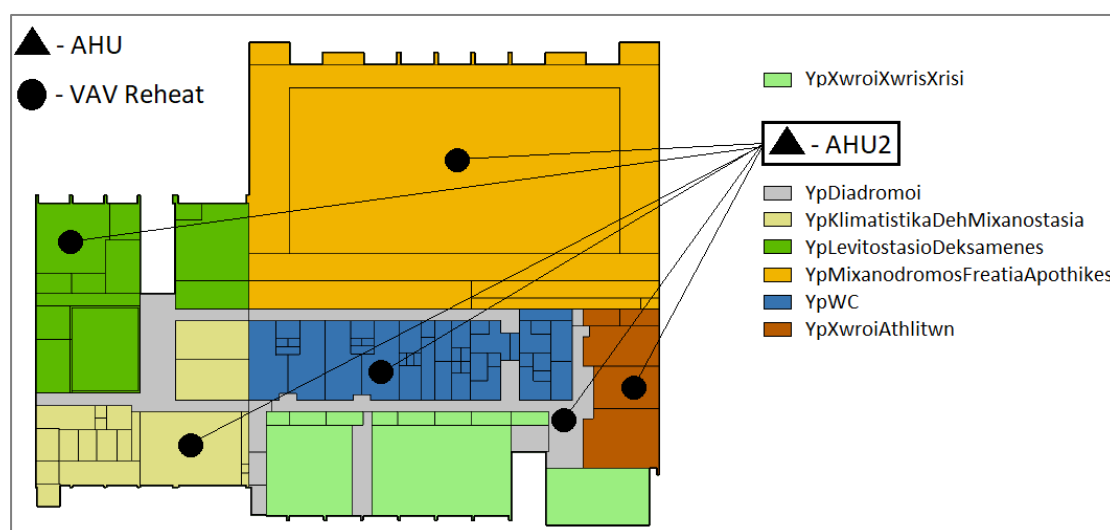 - AHU
- VAV Reheat
YpXwroiXwrisXrisi
- AHU2
YpDiadromoi
YpKlimatistikaDehMixanostasia
YpLevitostasioDeksamenes
YpMixanodromosFreatiaApothikes
YpWC
YpXwroiAthlitwn